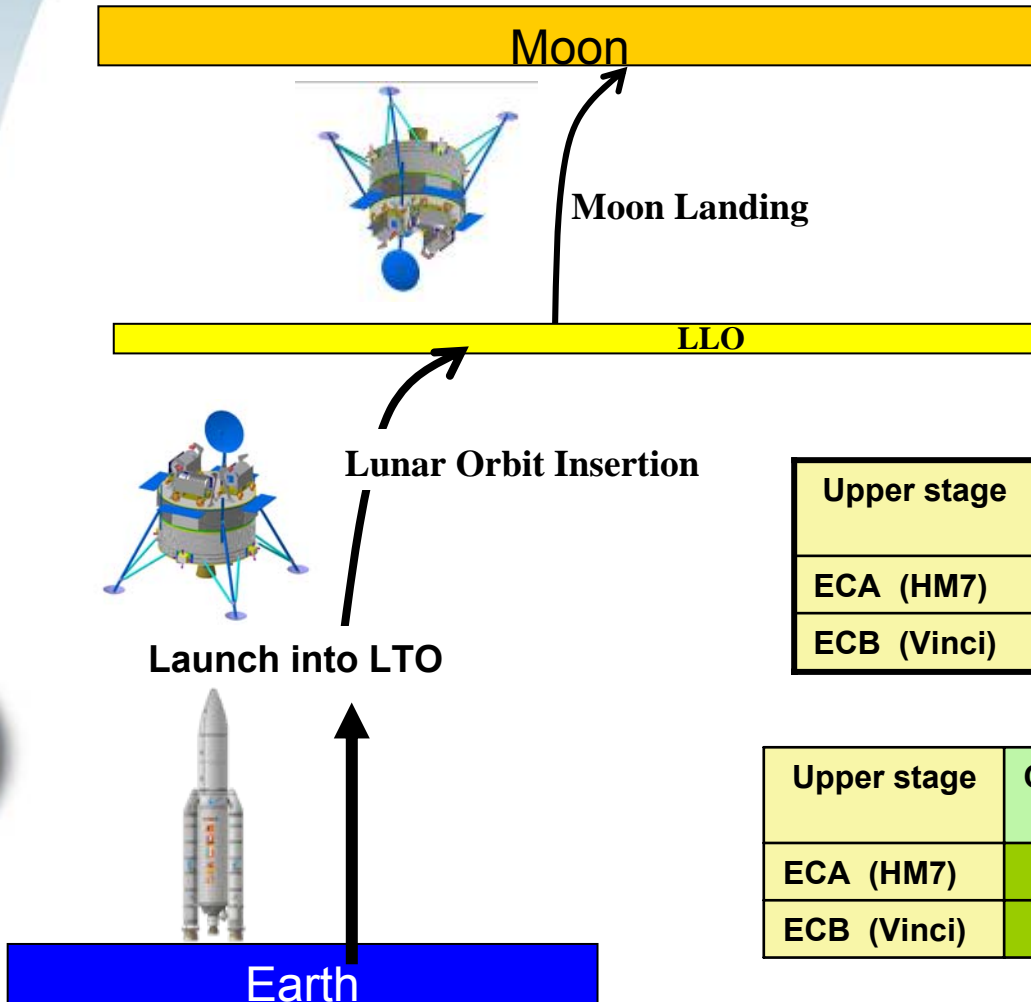 Moon
Moon Landing
LLO
Lunar Orbit Insertion
Launch into LTO
Earth
Upper stage
ECA (HM7)
ECB (Vinci)
Upper stage
ECA (HM7)
ECB (Vinci)